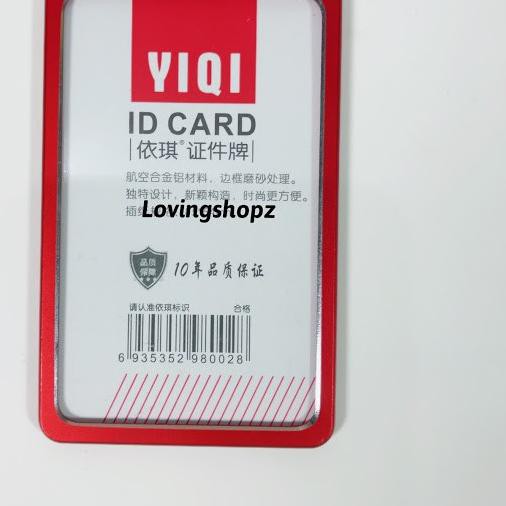 YIQI
ID CARD
依琪®证件牌
航空合金铝材料，边框磨砂处理。
独特设计，新颖构造，时尚更方便。
插
Lovingshopz
品质
保障
10年品质保证
请认准依琪标识 合格
6 935352 980028